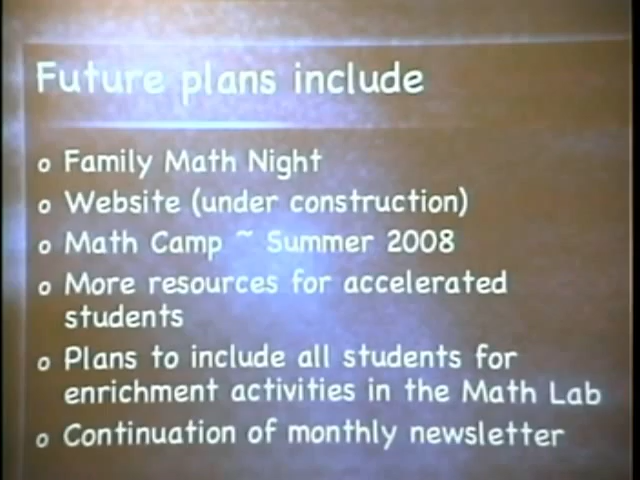 Future plans include
o Family Math Night
o Website (under construction)
o Math Camp ~ Summer 2008
o More resources for accelerated
students
o Plans to include all students for
enrichment activities in the Math Lab
o Continuation of monthly newsletter